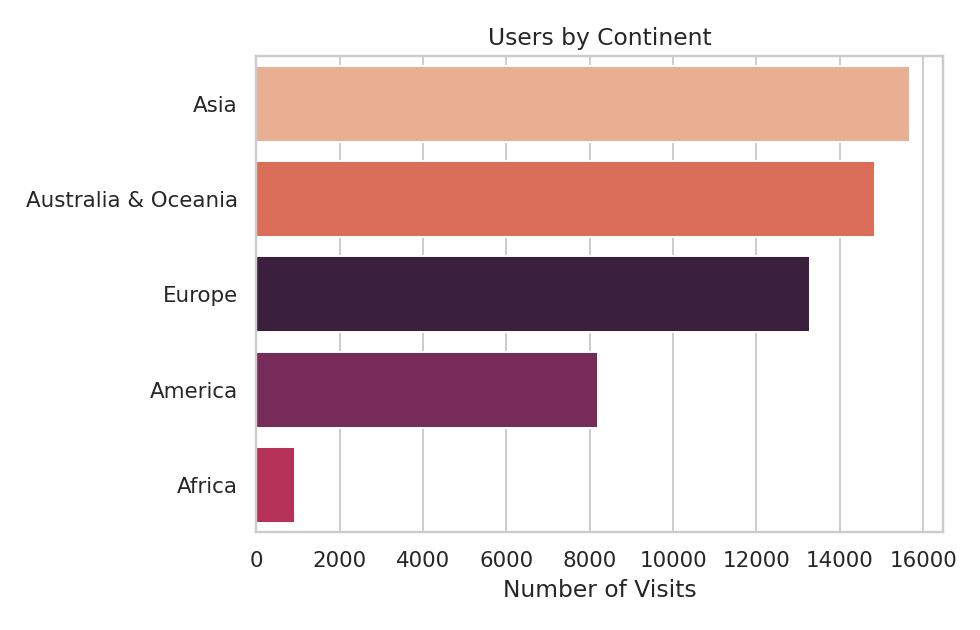 Users by Continent
Asia
Australia & Oceania
Europe
America
Africa
0 2000 4000 6000 8000 10000 12000 14000 16000
Number of Visits